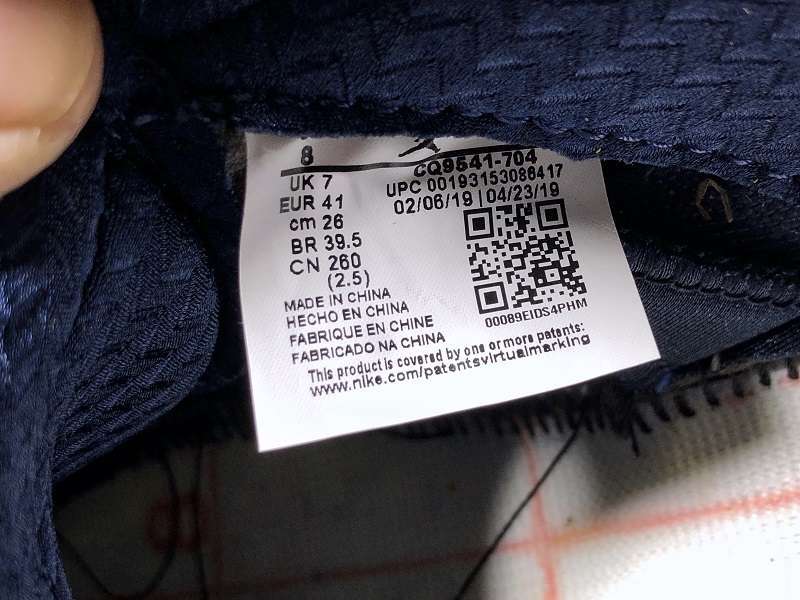 8
UK 7
EUR 41
cm 26
BR 39.5
CN 260
(2.5)
CQ9541-704
UPC 00193153086417
02/06/19 | 04/23/19
00089EIDS4PHM
MADE IN CHINA
HECHO EN CHINA
FABRIQUE EN CHINE
FABRICADO NA CHINA
This product is covered by one or more patents:
www.nike.com/patentsvirtualmarking